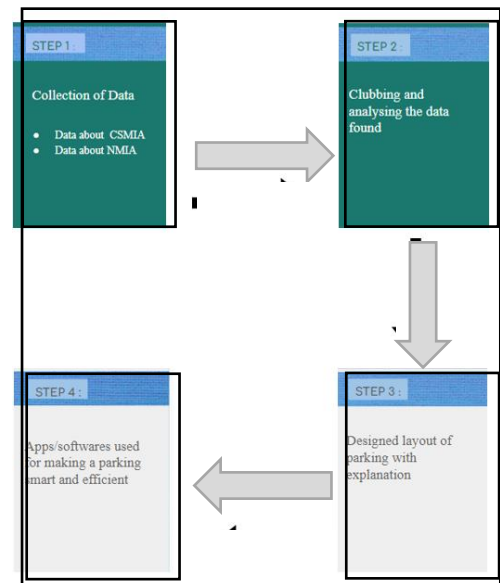 STEP 1 :
Collection of Data
● Data about CSMIA
● Data about NMIA
STEP 2 :
Clubbing and
analysing the data
found
STEP 3 :
Designed layout of
parking with
explanation
STEP 4 :
Apps/softwares used
for making a parking
smart and efficient